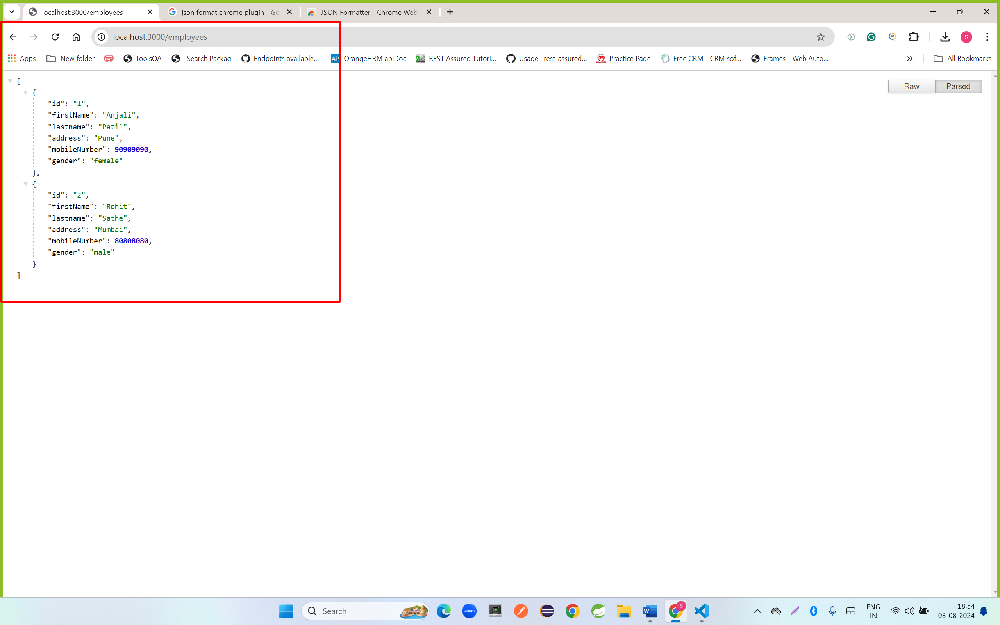 localhost:3000/employees
json format chrome plugin - Go
JSON Formatter - Chrome Web
localhost:3000/employees
S
Apps
New folder
ToolsQA
_Search Packag
Endpoints available...
AP
OrangeHRM apiDoc
REST Assured Tutori...
Usage · rest-assured...
Practice Page
Free CRM - CRM sof...
Frames - Web Auto...
All Bookmarks
Raw
Parsed
[
{
"id": "1",
"firstName": "Anjali",
"lastname": "Patil",
"address": "Pune",
"mobileNumber": 90909090,
"gender": "female"
},
{
"id": "2",
"firstName": "Rohit",
"lastname": "Sathe",
"address": "Mumbai",
"mobileNumber": 80808080,
"gender": "male"
}
]
Search
zoom
W
S
ENG
IN
18:54
03-08-2024